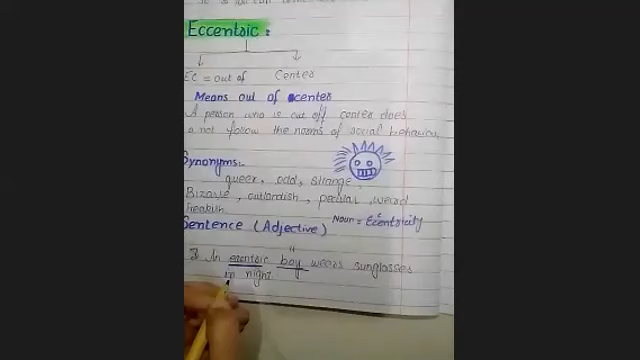 Eccentric :
EC = out of Center
Means out of center
A person who is out off center does
not follow the norms of social behaviour,
Synonyms:
queer, odd, strange,
Bizarre, outlandish, peculiar, weard
freakish
Noun = Eccentricity
Sentence (Adjective)
In eccentric boy wears sunglasses
in night